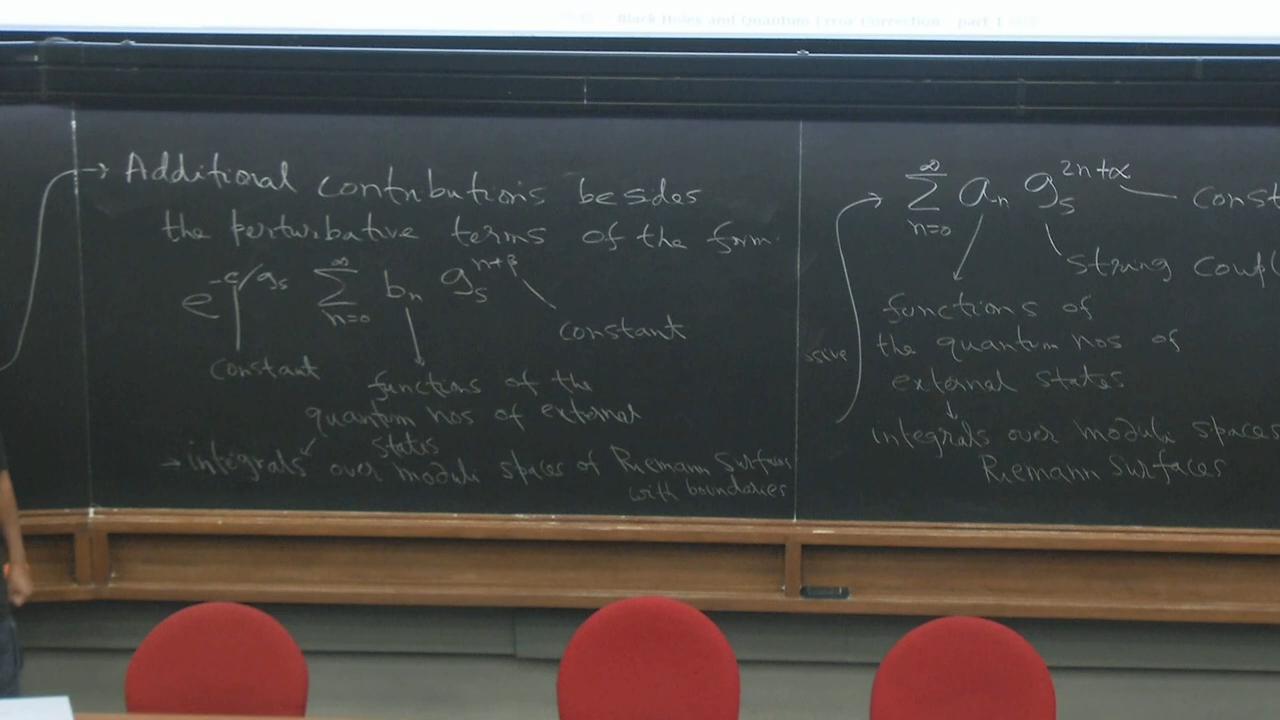 Black Holes and Quantum Error Correction - part 1
→ Additional contributions besides
the perturbative terms of the form
e^{-c/g_s} ∑_{n=0}^{∞} b_n g_s^{n+β}
constant
constant
functions of the
quantum nos of external
states
→ integrals over moduli spaces of Riemann Surfaces
with boundaries
∑_{n=0}^{∞} a_n g_s^{2n+α} const
string coupl
functions of
the quantum nos of
external states
integrals over moduli spaces
Riemann Surfaces